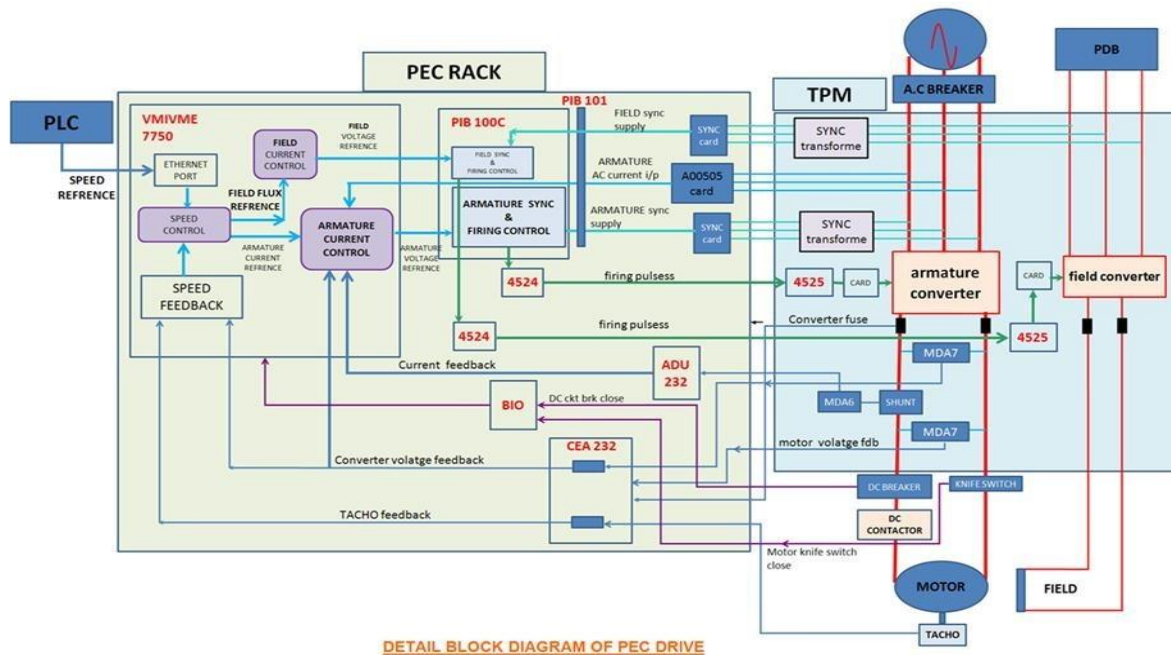 PEC RACK
PDB
A.C BREAKER
TPM
PLC
VMIVME
7750
PIB 100C
PIB 101
FIELD sync
supply
SYNC
card
SYNC
transforme
FIELD
VOLTAGE
REFRENCE
FIELD
CURRENT
CONTROL
ETHERNET
PORT
SPEED
REFRENCE
FIELD SYNC
&
FIRING CONTROL
ARMATURE
AC current i/p
A00505
card
FIELD FLUX
REFRENCE
SPEED
CONTROL
ARMATURE
CURRENT
REFRENCE
ARMATURE
CURRENT
CONTROL
ARMATURE
VOLTAGE
REFRENCE
ARMATURE SYNC
&
FIRING CONTROL
ARMATURE sync
supply
SYNC
card
SYNC
transforme
SPEED
FEEDBACK
4524
firing pulsess
4525
CARD
armature
converter
CARD
field converter
4524
firing pulsess
Converter fuse
4525
Current feedback
ADU
232
MDA7
MDA6
SHUNT
BIO
DC ckt brk close
MDA7
CEA 232
motor volatge fdb
Converter volatge feedback
DC BREAKER
KNIFE SWITCH
TACHO feedback
DC
CONTACTOR
Motor knife switch
close
MOTOR
FIELD
TACHO
DETAIL BLOCK DIAGRAM OF PEC DRIVE